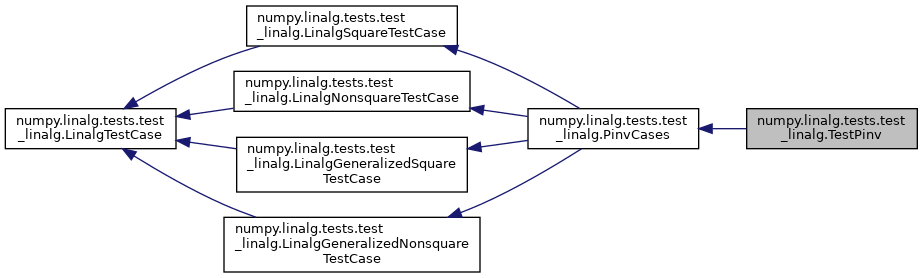 numpy.linalg.tests.test
_linalg.LinalgSquareTestCase
numpy.linalg.tests.test
_linalg.LinalgNonsquareTestCase
numpy.linalg.tests.test
_linalg.LinalgTestCase
numpy.linalg.tests.test
_linalg.PinvCases
numpy.linalg.tests.test
_linalg.TestPinv
numpy.linalg.tests.test
_linalg.LinalgGeneralizedSquare
TestCase
numpy.linalg.tests.test
_linalg.LinalgGeneralizedNonsquare
TestCase